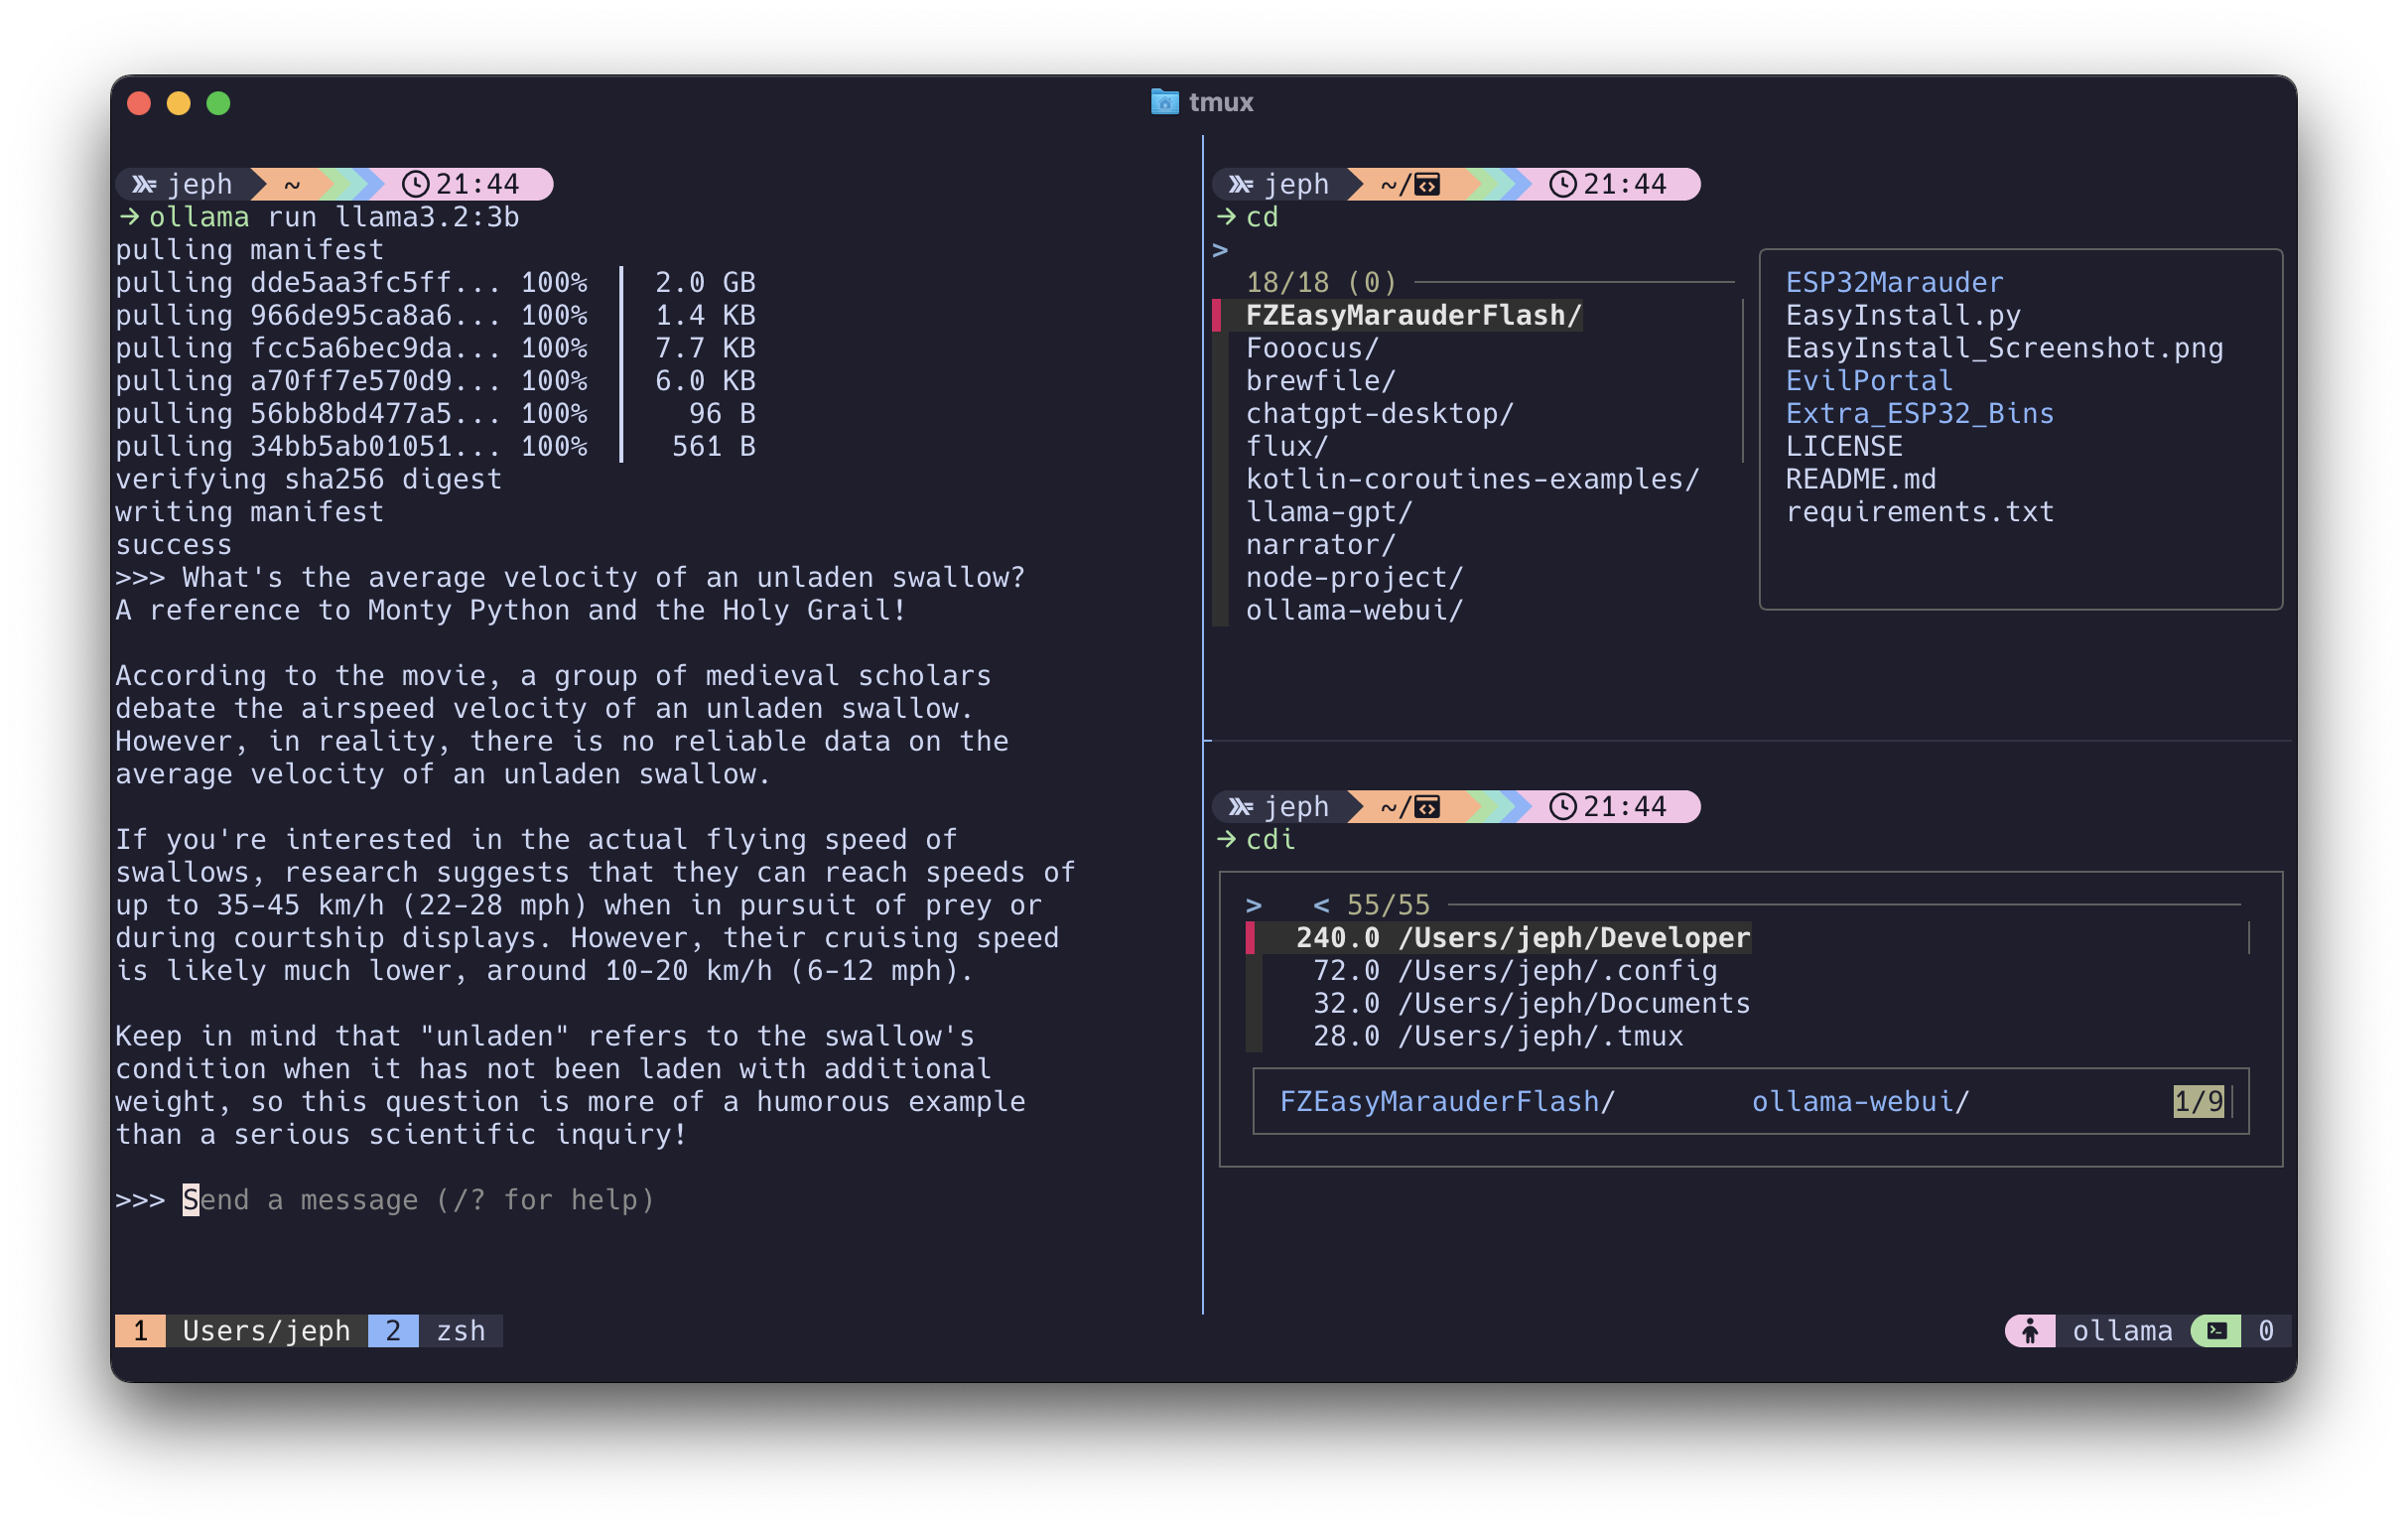 tmux
jeph ~ 21:44
→ ollama run llama3.2:3b
pulling manifest
pulling dde5aa3fc5ff... 100% 2.0 GB
pulling 966de95ca8a6... 100% 1.4 KB
pulling fcc5a6bec9da... 100% 7.7 KB
pulling a70ff7e570d9... 100% 6.0 KB
pulling 56bb8bd477a5... 100% 96 B
pulling 34bb5ab01051... 100% 561 B
verifying sha256 digest
writing manifest
success
>>> What's the average velocity of an unladen swallow?
A reference to Monty Python and the Holy Grail!
According to the movie, a group of medieval scholars
debate the airspeed velocity of an unladen swallow.
However, in reality, there is no reliable data on the
average velocity of an unladen swallow.
If you're interested in the actual flying speed of
swallows, research suggests that they can reach speeds of
up to 35-45 km/h (22-28 mph) when in pursuit of prey or
during courtship displays. However, their cruising speed
is likely much lower, around 10-20 km/h (6-12 mph).
Keep in mind that "unladen" refers to the swallow's
condition when it has not been laden with additional
weight, so this question is more of a humorous example
than a serious scientific inquiry!
>>> Send a message (/? for help)
jeph ~/ 21:44
→ cd
>
18/18 (0)
FZEasyMarauderFlash/
Fooocus/
brewfile/
chatgpt-desktop/
flux/
kotlin-coroutines-examples/
llama-gpt/
narrator/
node-project/
ollama-webui/
ESP32Marauder
EasyInstall.py
EasyInstall_Screenshot.png
EvilPortal
Extra_ESP32_Bins
LICENSE
README.md
requirements.txt
jeph ~/ 21:44
→ cdi
> < 55/55
240.0 /Users/jeph/Developer
72.0 /Users/jeph/.config
32.0 /Users/jeph/Documents
28.0 /Users/jeph/.tmux
FZEasyMarauderFlash/ ollama-webui/ 1/9
1 Users/jeph 2 zsh
ollama 0